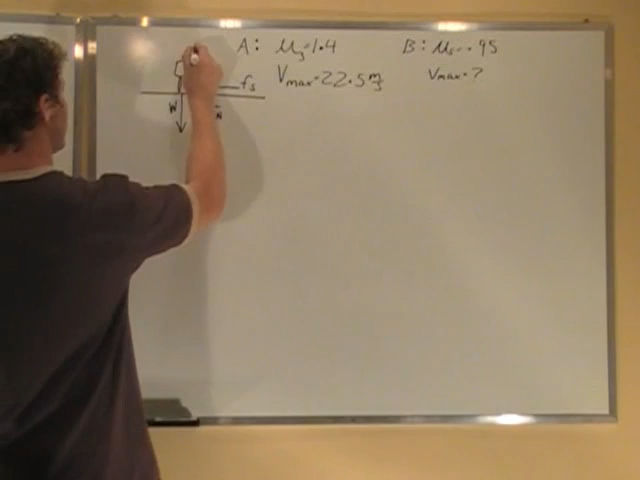 A: μs=1.4
B: μs=.95
Vmax=22.5 m/s
Vmax=?
fs
W
N